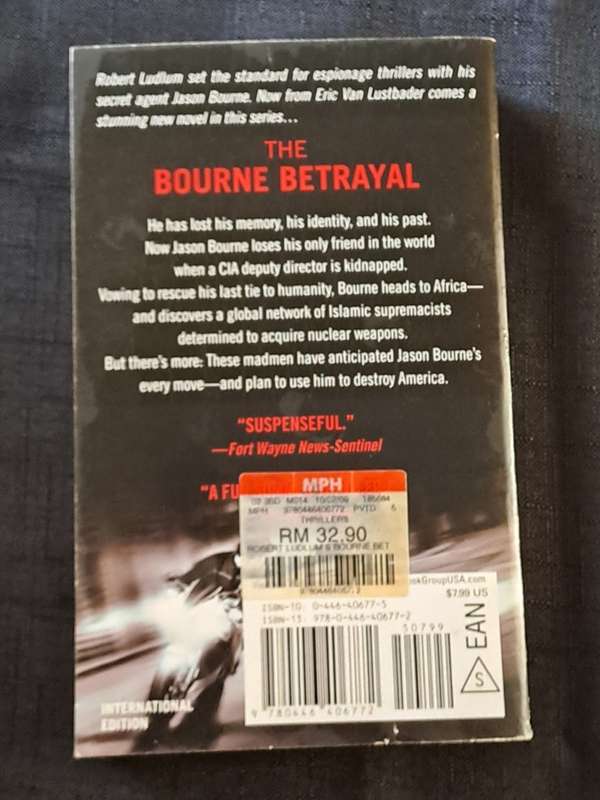 Robert Ludlum set the standard for espionage thrillers with his
secret agent Jason Bourne. Now from Eric Van Lustbader comes a
stunning new novel in this series...
THE
BOURNE BETRAYAL
He has lost his memory, his identity, and his past.
Now Jason Bourne loses his only friend in the world
when a CIA deputy director is kidnapped.
Vowing to rescue his last tie to humanity, Bourne heads to Africa—
and discovers a global network of Islamic supremacists
determined to acquire nuclear weapons.
But there's more: These madmen have anticipated Jason Bourne's
every move—and plan to use him to destroy America.
"SUSPENSEFUL."
—Fort Wayne News-Sentinel
"A FU
MPH
MPH 9780446406772 PVTD 6
THRILLERS
RM 32.90
ROBERT LUDLUM'S BOURNE BET
okGroupUSA.com
$7.99 US
ISBN-10: 0-446-40677-5
ISBN-13: 978-0-446-40677-2
50799
EAN
S
9 780446 406772
INTERNATIONAL
EDITION